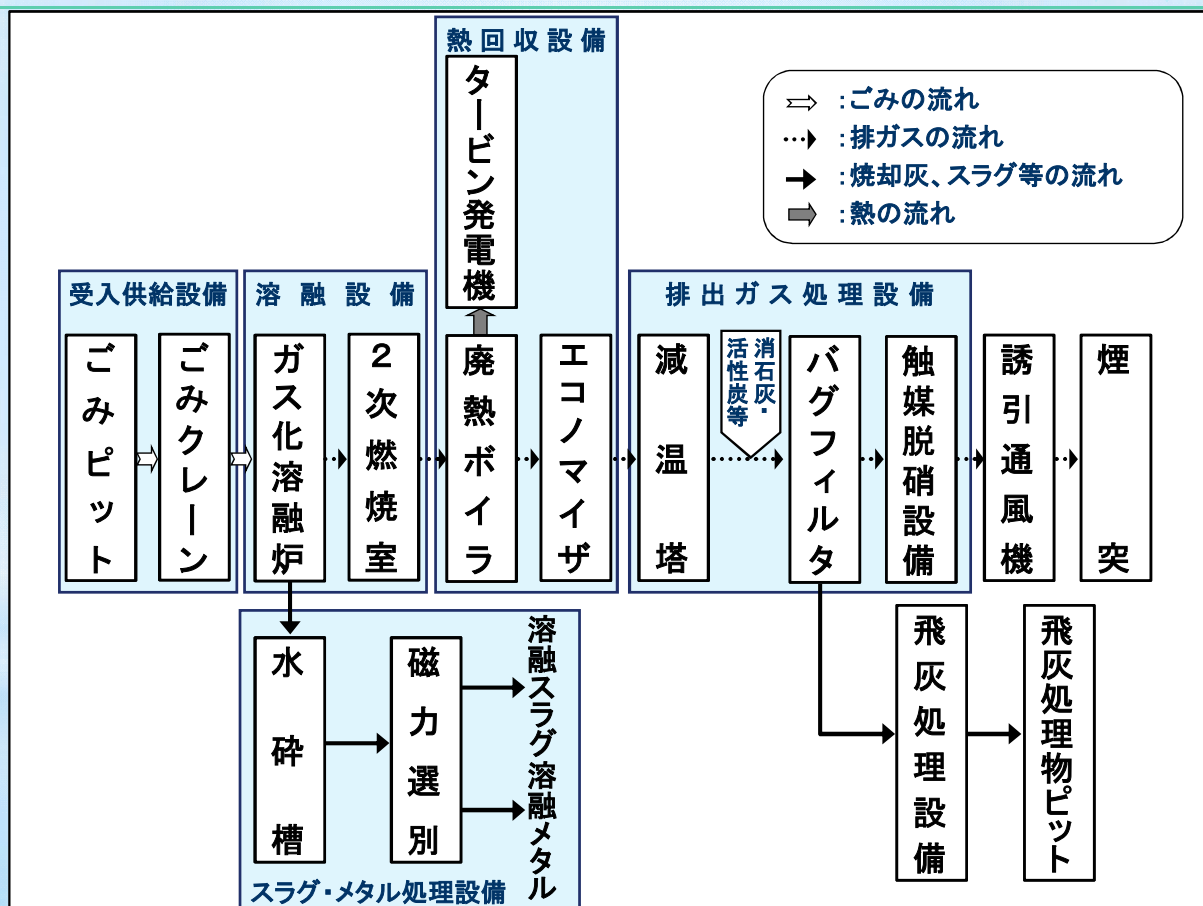 熱回収設備
タービン発電機
:ごみの流れ
:排ガスの流れ
:焼却灰、スラグ等の流れ
:熱の流れ
受入供給設備
溶融設備
排出ガス処理設備
ごみピット
ごみクレーン
ガス化溶融炉
2次燃焼室
廃熱ボイラ
エコノマイザ
減温塔
消石灰・
活性炭等
バグフィルタ
触媒脱硝設備
誘引通風機
煙突
水砕槽
磁力選別
溶融スラグ
溶融メタル
スラグ・メタル処理設備
飛灰処理設備
飛灰処理物ピット